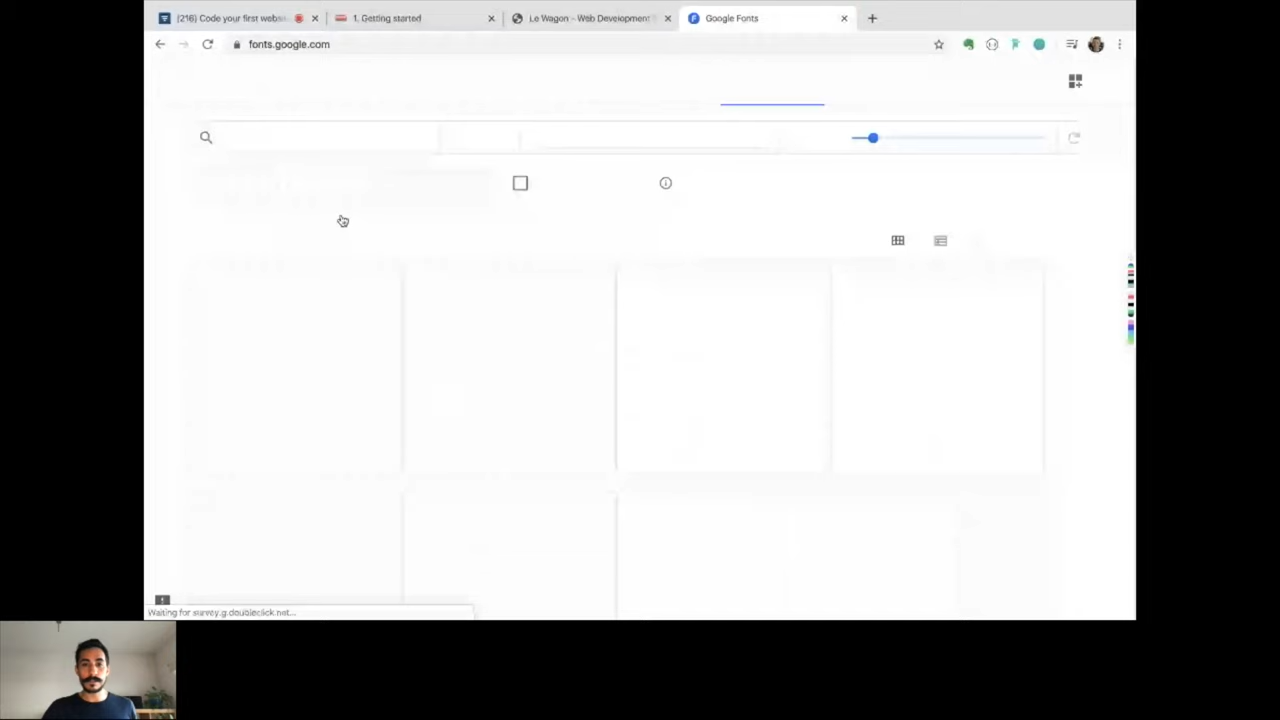 (216) Code your first websi
1. Getting started
Le Wagon – Web Development
Google Fonts
fonts.google.com
Waiting for survey.g.doubleclick.net...